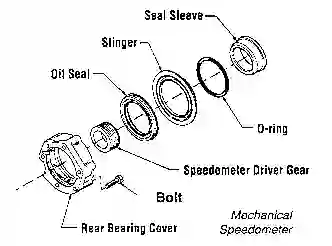 Seal Sleeve
Slinger
Oil Seal
O-ring
Speedometer Driver Gear
Bolt
Rear Bearing Cover
Mechanical
Speedometer